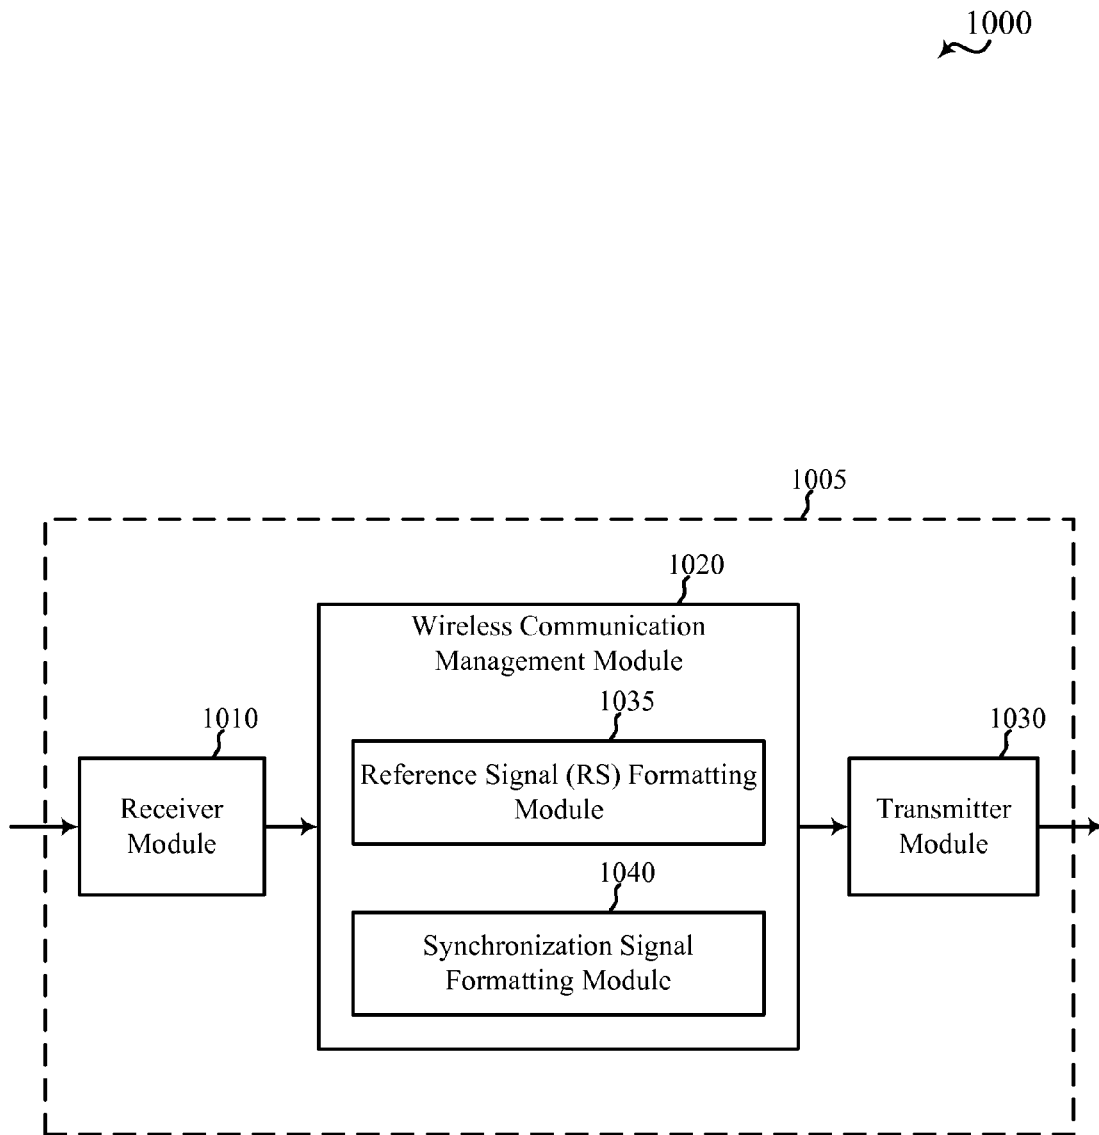 1000
1005
1020
Wireless Communication
Management Module
1035
1010
1030
Reference Signal (RS) Formatting
Module
Receiver
Module
Transmitter
Module
1040
Synchronization Signal
Formatting Module